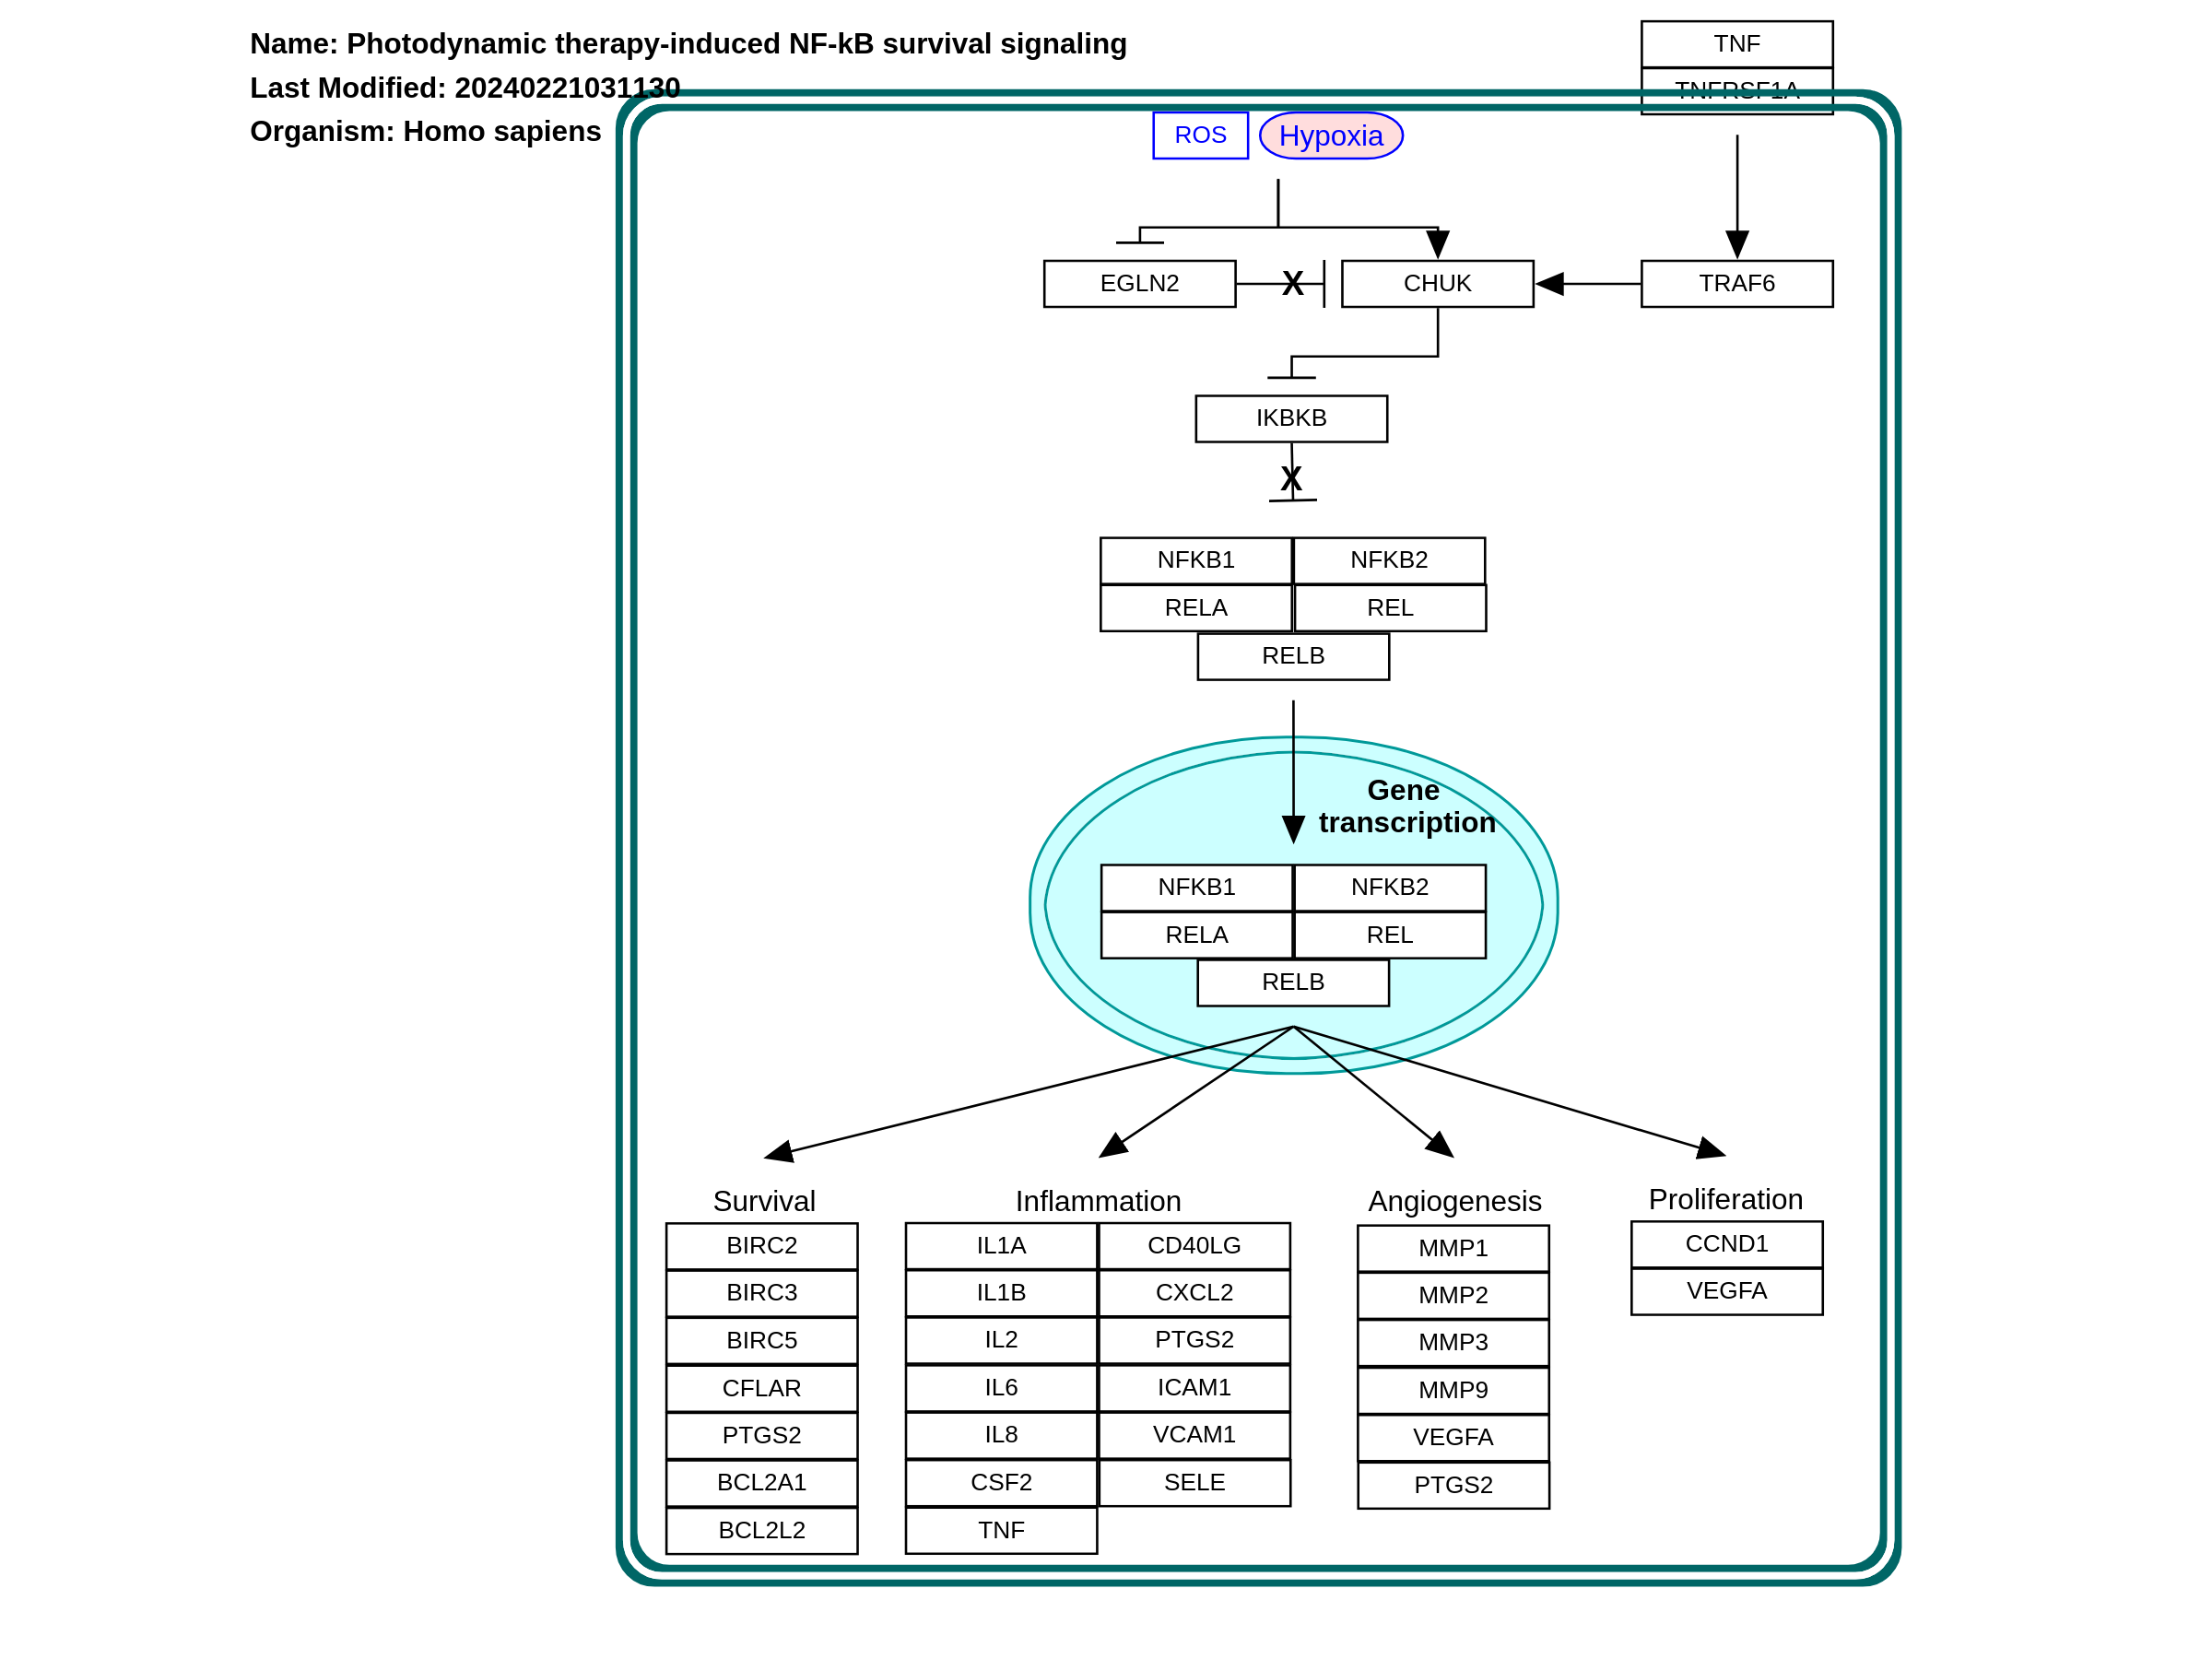 Name: Photodynamic therapy-induced NF-kB survival signaling
Last Modified: 20240221031130
Organism: Homo sapiens
TNF
TNFRSF1A
ROS
Hypoxia
EGLN2
X
CHUK
TRAF6
IKBKB
X
NFKB1
NFKB2
RELA
REL
RELB
Gene
transcription
NFKB1
NFKB2
RELA
REL
RELB
Survival
BIRC2
BIRC3
BIRC5
CFLAR
PTGS2
BCL2A1
BCL2L2
Inflammation
IL1A
CD40LG
IL1B
CXCL2
IL2
PTGS2
IL6
ICAM1
IL8
VCAM1
CSF2
SELE
TNF
Angiogenesis
MMP1
MMP2
MMP3
MMP9
VEGFA
PTGS2
Proliferation
CCND1
VEGFA